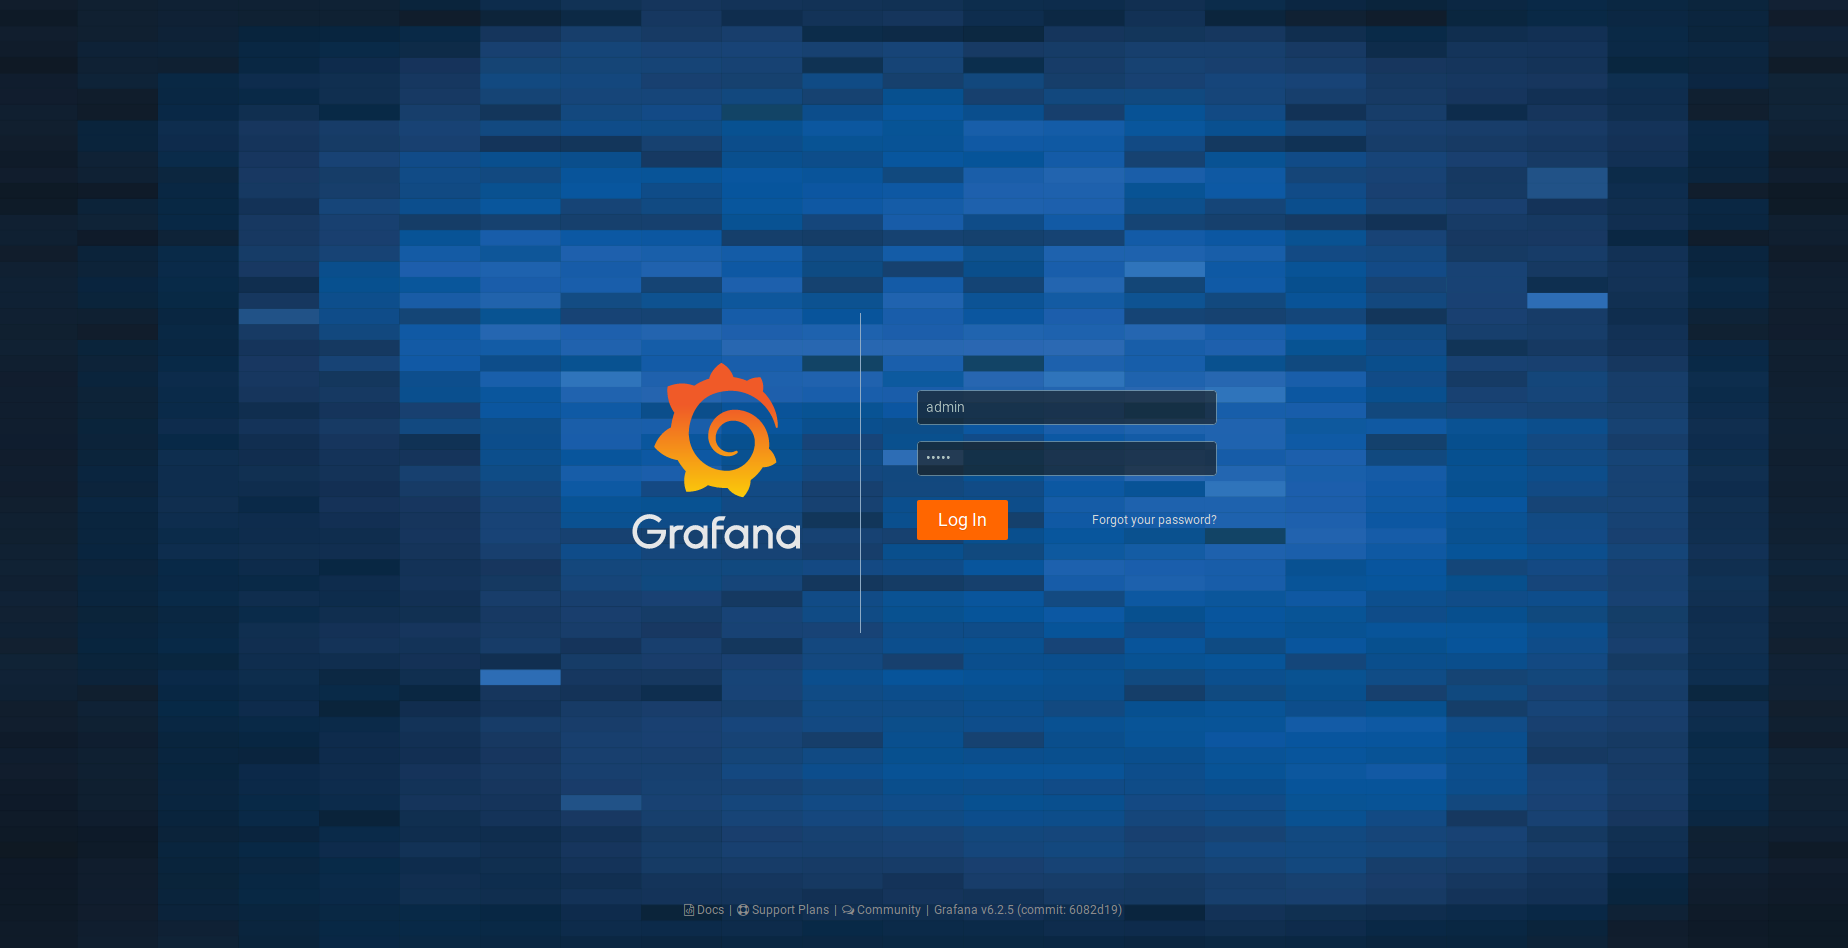 Grafana
admin
•••••
Log In
Forgot your password?
Docs | Support Plans | Community | Grafana v6.2.5 (commit: 6082d19)